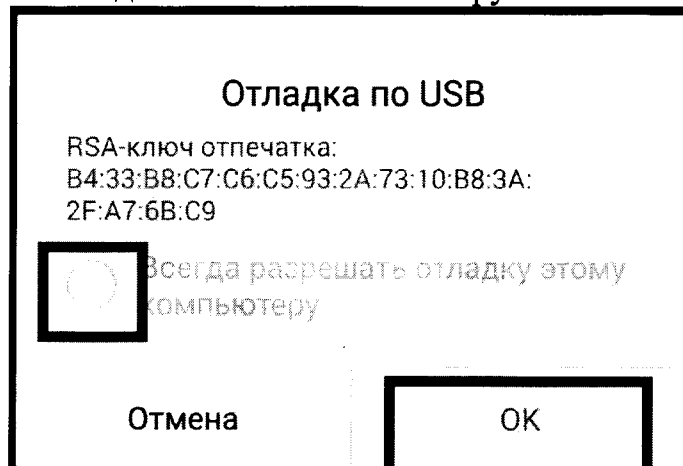 Отладка по USB
RSA-ключ отпечатка:
B4:33:B8:C7:C6:C5:93:2A:73:10:B8:3A:
2F:A7:6B:C9
Всегда разрешать отладку этому
компьютеру
Отмена
OK